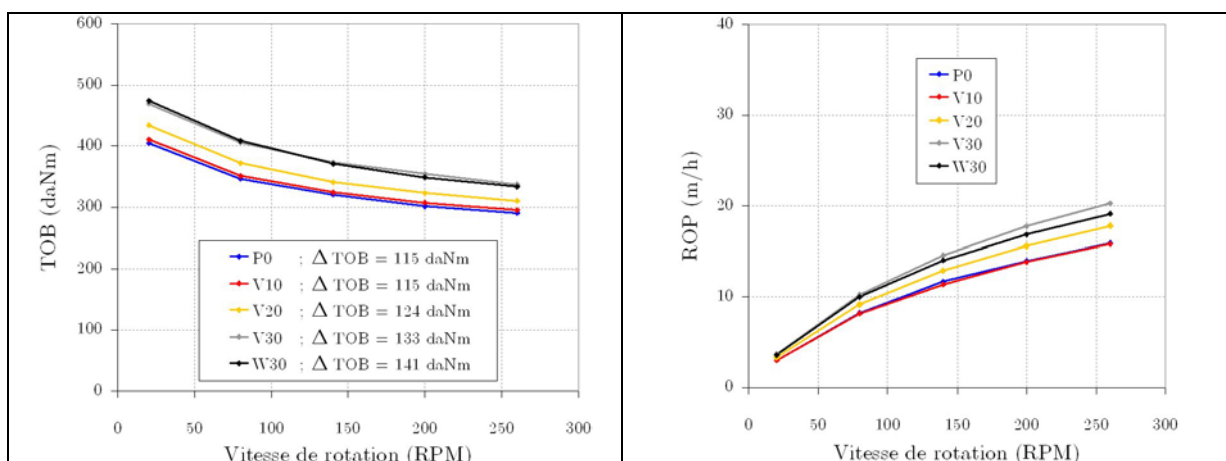 600
500
400
300
200
100
0
TOB (daNm)
P0 ; Δ TOB = 115 daNm
V10 ; Δ TOB = 115 daNm
V20 ; Δ TOB = 124 daNm
V30 ; Δ TOB = 133 daNm
W30 ; Δ TOB = 141 daNm
0 50 100 150 200 250 300
Vitesse de rotation (RPM)
40
30
20
10
0
ROP (m/h)
P0
V10
V20
V30
W30
0 50 100 150 200 250 300
Vitesse de rotation (RPM)